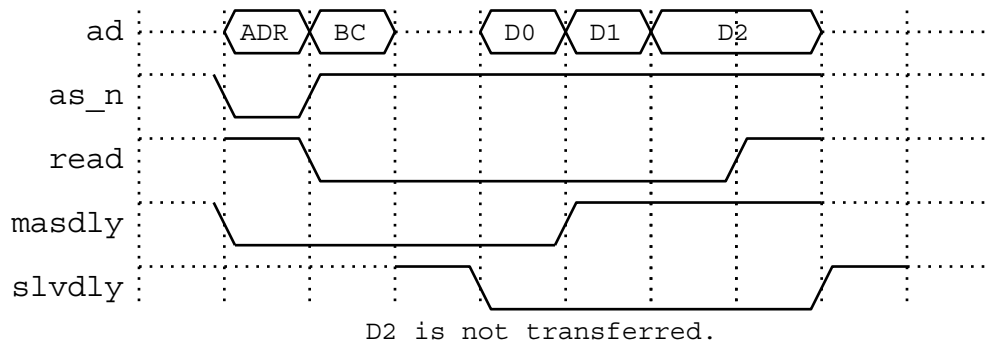 ad ADR BC D0 D1 D2
as_n
read
masdly
slvdly
D2 is not transferred.